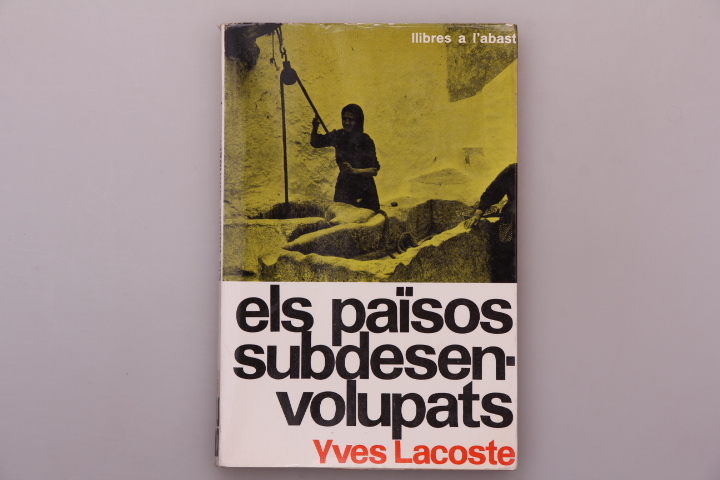 llibres a l'abast
els països
subdesen-
volupats
Yves Lacoste